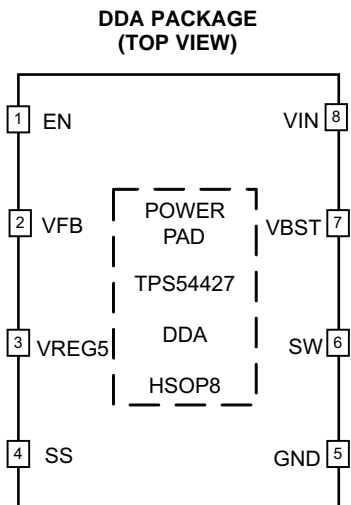 DDA PACKAGE
(TOP VIEW)
1 EN
VIN 8
2 VFB
POWER
PAD
VBST 7
TPS54427
3 VREG5
DDA
SW 6
HSOP8
4 SS
GND 5